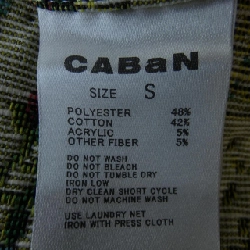 CABaN
SIZE S
POLYESTER 48%
COTTON 42%
ACRYLIC 5%
OTHER FIBER 5%
DO NOT WASH
DO NOT BLEACH
DO NOT TUMBLE DRY
IRON LOW
DRY CLEAN SHORT CYCLE
DO NOT MACHINE WASH
USE LAUNDRY NET
IRON WITH PRESS CLOTH